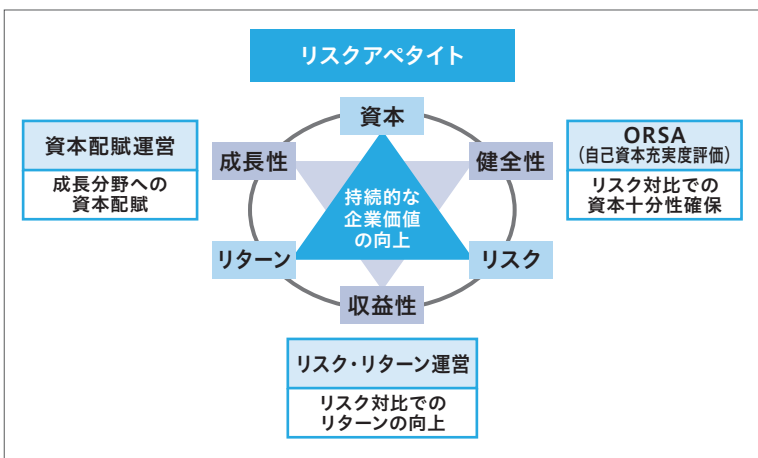 リスクアペタイト
資本
資本配賦運営
成長分野への
資本配賦
成長性
健全性
ORSA
(自己資本充実度評価)
リスク対比での
資本十分性確保
持続的な
企業価値
の向上
リターン
リスク
収益性
リスク・リターン運営
リスク対比での
リターンの向上